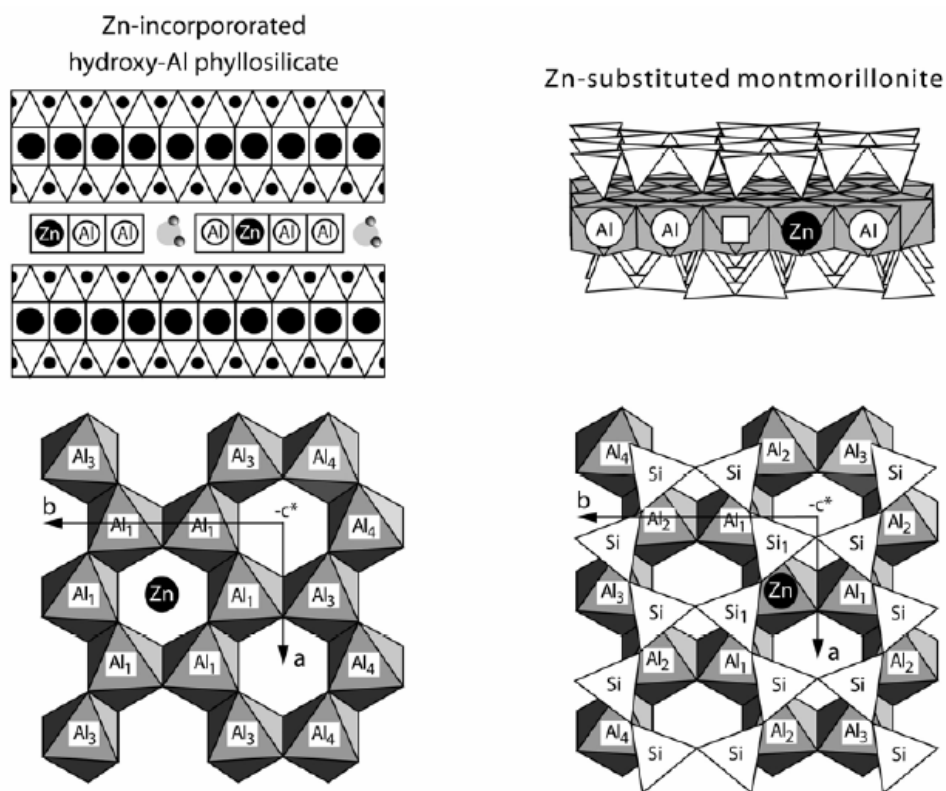 Zn-incorpororated
hydroxy-Al phyllosilicate
Zn Al Al Al Zn Al Al
Al₃ Al₃ Al₄
b -c*
Al₁ Al₁ Al₄
Al₁ Zn Al₁ Al₃
a
Al₁ Al₁ Al₄
Al₃ Al₃ Al₄
Zn-substituted montmorillonite
Al Al Zn Al
Al₄ Al₂ Al₃
Si Si Si
b -c*
Al₂ Al₁ Al₂
Si Si₁ Si
Al₃ Zn Al₁
Si Si₁ Si
a
Al₂ Al₁ Al₂
Si Si Si
Al₄ Al₂ Al₃
Si Si Si